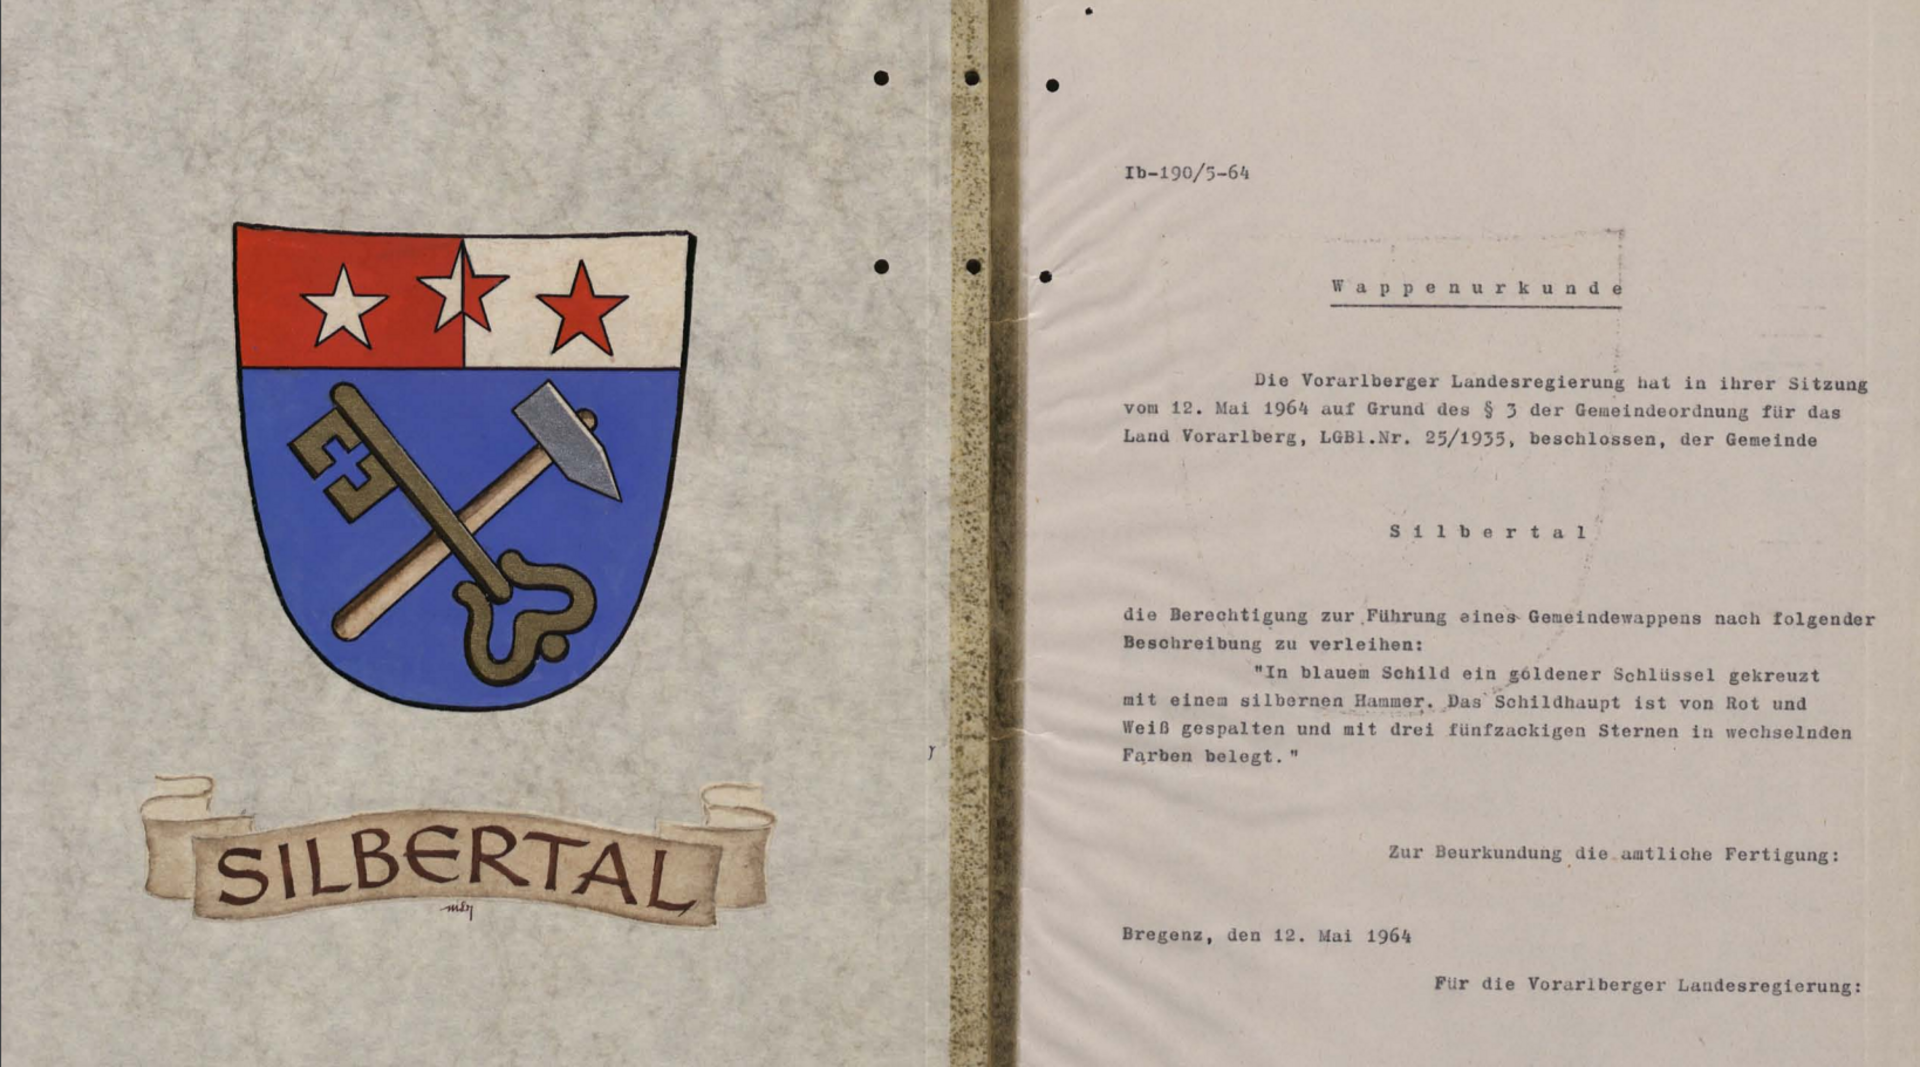 SILBERTAL
Ib-190/5-64
Wappenurkunde
Die Vorarlberger Landesregierung hat in ihrer Sitzung
vom 12. Mai 1964 auf Grund des § 3 der Gemeindeordnung für das
Land Vorarlberg, LGBl.Nr. 25/1935, beschlossen, der Gemeinde
Silbertal
die Berechtigung zur Führung eines Gemeindewappens nach folgender
Beschreibung zu verleihen:
"In blauem Schild ein goldener Schlüssel gekreuzt
mit einem silbernen Hammer. Das Schildhaupt ist von Rot und
Weiß gespalten und mit drei fünfzackigen Sternen in wechselnden
Farben belegt."
Zur Beurkundung die amtliche Fertigung:
Bregenz, den 12. Mai 1964
Für die Vorarlberger Landesregierung: